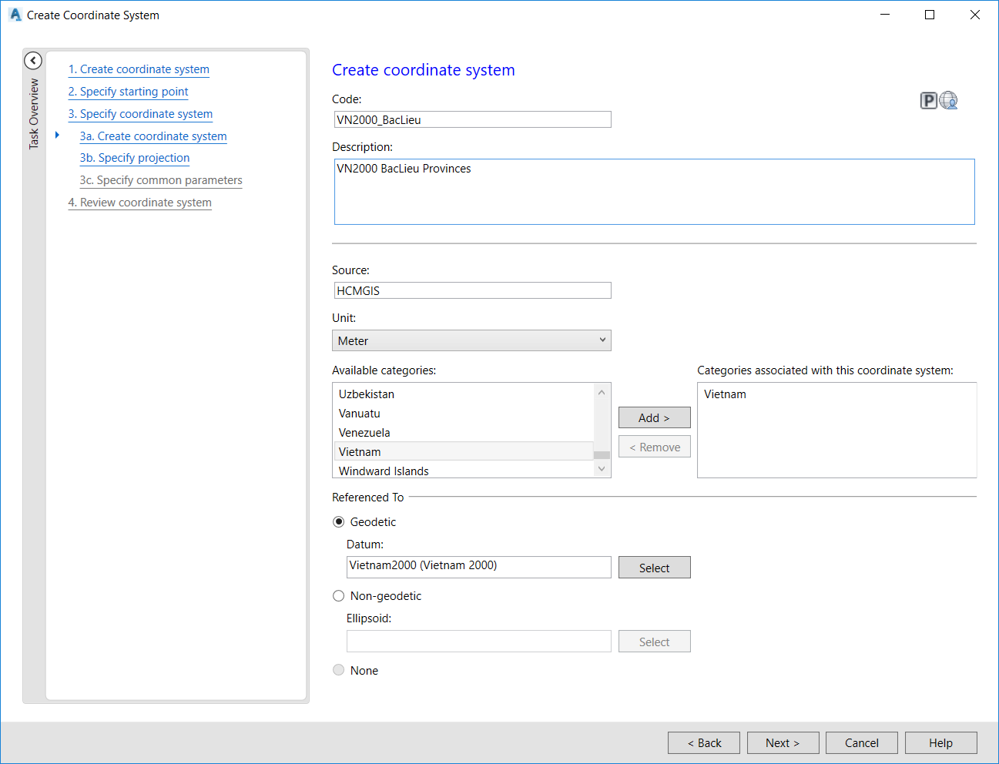 Create Coordinate System
Task Overview
1. Create coordinate system
2. Specify starting point
3. Specify coordinate system
3a. Create coordinate system
3b. Specify projection
3c. Specify common parameters
4. Review coordinate system
Create coordinate system
Code:
P
VN2000_BacLieu
Description:
VN2000 BacLieu Provinces
Source:
HCMGIS
Unit:
Meter
Available categories:
Uzbekistan
Vanuatu
Venezuela
Vietnam
Windward Islands
Add >
< Remove
Categories associated with this coordinate system:
Vietnam
Referenced To
Geodetic
Datum:
Vietnam2000 (Vietnam 2000)
Select
Non-geodetic
Ellipsoid:
Select
None
< Back
Next >
Cancel
Help